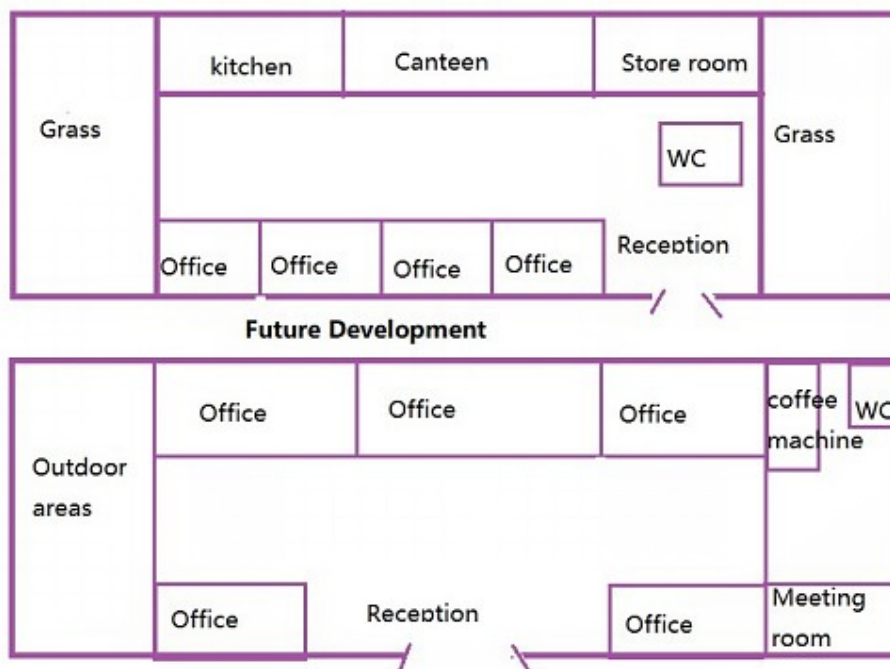 kitchen
Canteen
Store room
Grass
WC
Grass
Reception
Office
Office
Office
Office
Future Development
Office
Office
Office
coffee
machine
WC
Outdoor
areas
Office
Reception
Office
Meeting
room